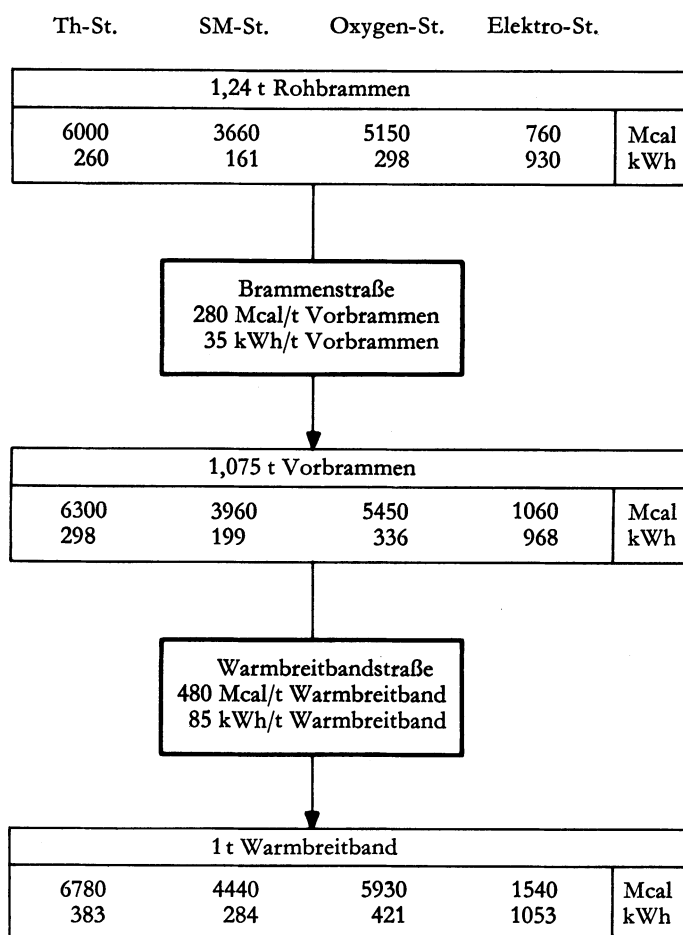 Th-St. SM-St. Oxygen-St. Elektro-St.
1,24 t Rohbrammen
6000 3660 5150 760 Mcal
260 161 298 930 kWh
Brammenstraße
280 Mcal/t Vorbrammen
35 kWh/t Vorbrammen
1,075 t Vorbrammen
6300 3960 5450 1060 Mcal
298 199 336 968 kWh
Warmbreitbandstraße
480 Mcal/t Warmbreitband
85 kWh/t Warmbreitband
1 t Warmbreitband
6780 4440 5930 1540 Mcal
383 284 421 1053 kWh